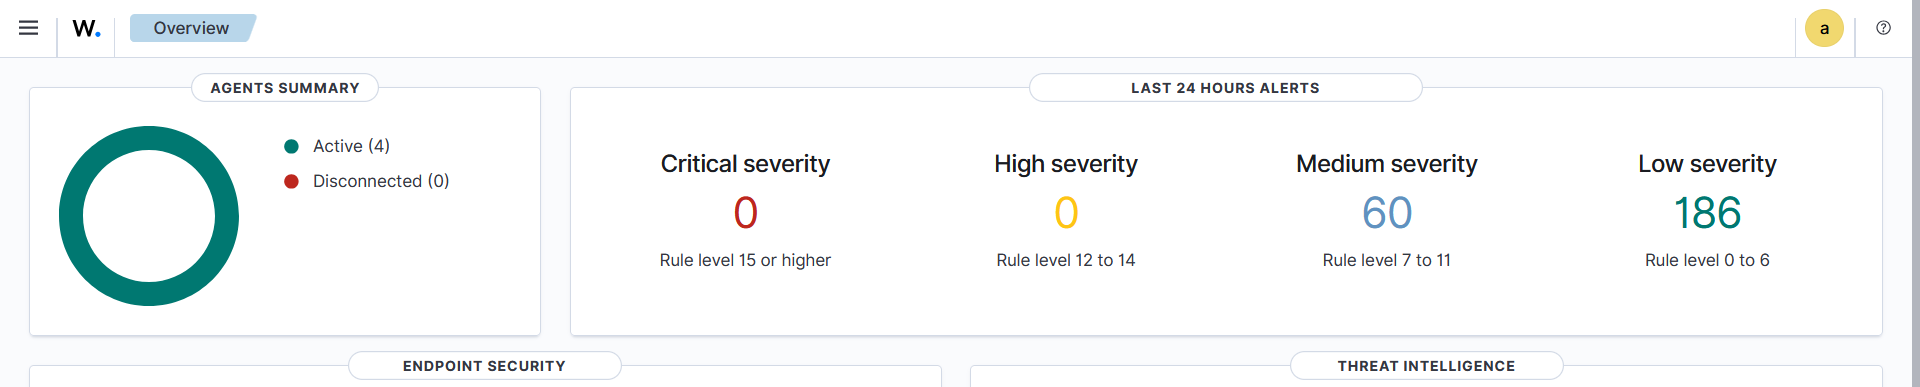 W.
Overview
a
AGENTS SUMMARY
Active (4)
Disconnected (0)
LAST 24 HOURS ALERTS
Critical severity
0
Rule level 15 or higher
High severity
0
Rule level 12 to 14
Medium severity
60
Rule level 7 to 11
Low severity
186
Rule level 0 to 6
ENDPOINT SECURITY
THREAT INTELLIGENCE